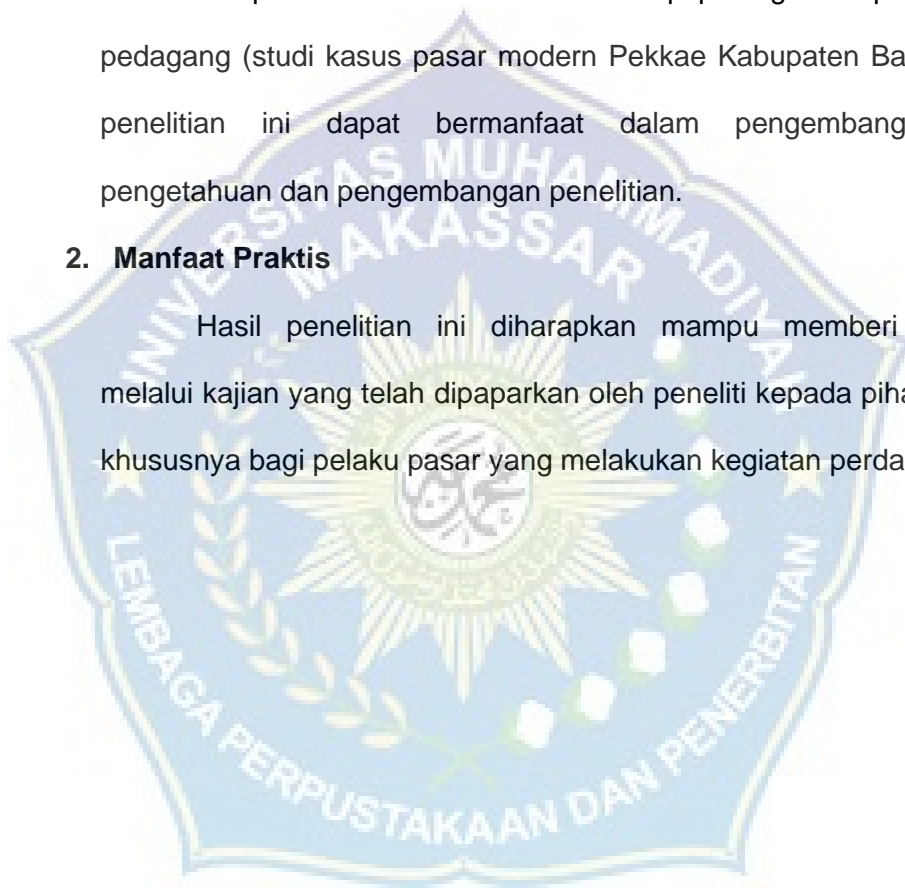 pedagang (studi kasus pasar modern Pekkae Kabupaten Ba
penelitian ini dapat bermanfaat dalam pengembang
pengetahuan dan pengembangan penelitian.
2. Manfaat Praktis
Hasil penelitian ini diharapkan mampu memberi
melalui kajian yang telah dipaparkan oleh peneliti kepada piha
khususnya bagi pelaku pasar yang melakukan kegiatan perda
UNIVERSITAS MUHAMMADIYAH
MAKASSAR
LEMBAGA PERPUSTAKAAN DAN PENERBITAN